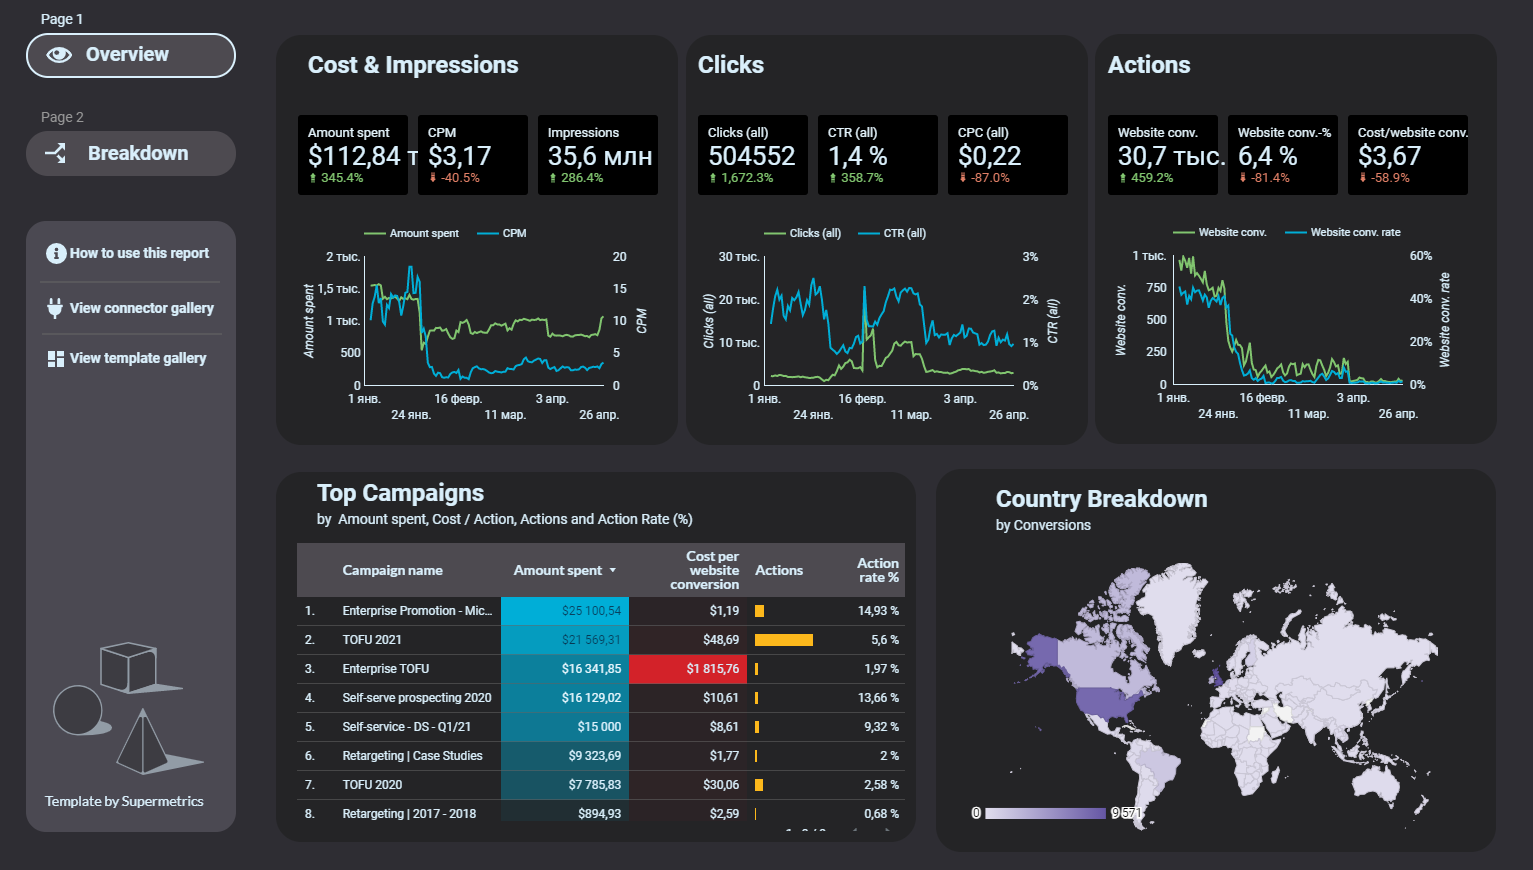 Page 1
Overview
Page 2
Breakdown
How to use this report
View connector gallery
View template gallery
Template by Supermetrics
Cost & Impressions
Amount spent
$112,84 т
345.4%
CPM
$3,17
-40.5%
Impressions
35,6 млн
286.4%
Amount spent CPM
2 тыс.
1,5 тыс.
1 тыс.
500
0
Amount spent
20
15
10
5
0
CPM
1 янв. 16 февр. 3 апр.
24 янв. 11 мар. 26 апр.
Clicks
Clicks (all)
504552
1,672.3%
CTR (all)
1,4 %
358.7%
CPC (all)
$0,22
-87.0%
Clicks (all) CTR (all)
30 тыс.
20 тыс.
10 тыс.
0
Clicks (all)
3%
2%
1%
0%
CTR (all)
1 янв. 16 февр. 3 апр.
24 янв. 11 мар. 26 апр.
Actions
Website conv.
30,7 тыс.
459.2%
Website conv.-%
6,4 %
-81.4%
Cost/website conv.
$3,67
-58.9%
Website conv. Website conv. rate
1 тыс.
750
500
250
0
Website conv.
60%
40%
20%
0%
Website conv. rate
1 янв. 16 февр. 3 апр.
24 янв. 11 мар. 26 апр.
Top Campaigns
by Amount spent, Cost / Action, Actions and Action Rate (%)
Campaign name Amount spent Cost per website conversion Actions Action rate %
1. Enterprise Promotion - Mic... $25 100,54 $1,19 14,93 %
2. TOFU 2021 $21 569,31 $48,69 5,6 %
3. Enterprise TOFU $16 341,85 $1 815,76 1,97 %
4. Self-serve prospecting 2020 $16 129,02 $10,61 13,66 %
5. Self-service - DS - Q1/21 $15 000 $8,61 9,32 %
6. Retargeting | Case Studies $9 323,69 $1,77 2 %
7. TOFU 2020 $7 785,83 $30,06 2,58 %
8. Retargeting | 2017 - 2018 $894,93 $2,59 0,68 %
Country Breakdown
by Conversions
0 9 571